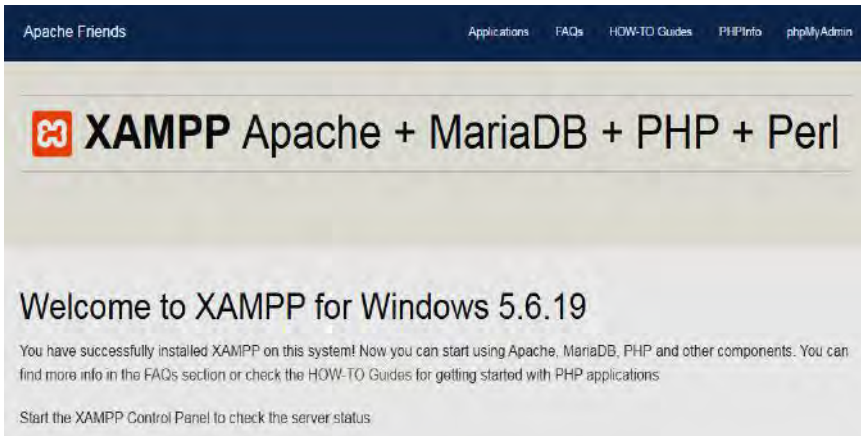 Apache Friends
Applications FAQs HOW-TO Guides PHPInfo phpMyAdmin
XAMPP Apache + MariaDB + PHP + Perl
Welcome to XAMPP for Windows 5.6.19
You have successfully installed XAMPP on this system! Now you can start using Apache, MariaDB, PHP and other components. You can
find more info in the FAQs section or check the HOW-TO Guides for getting started with PHP applications
Start the XAMPP Control Panel to check the server status